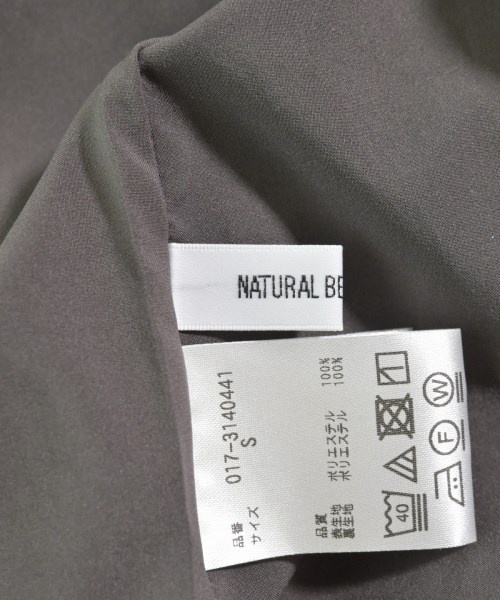 NATURAL BE
品番 017-3140441
サイズ S
品質
表生地 ポリエステル 100%
裏生地 ポリエステル 100%
40
F
W